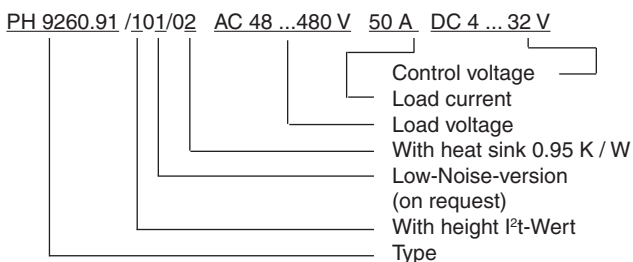 PH 9260.91 /101/02 AC 48 ...480 V 50 A DC 4 ... 32 V
Control voltage
Load current
Load voltage
With heat sink 0.95 K / W
Low-Noise-version
(on request)
With height I²t-Wert
Type